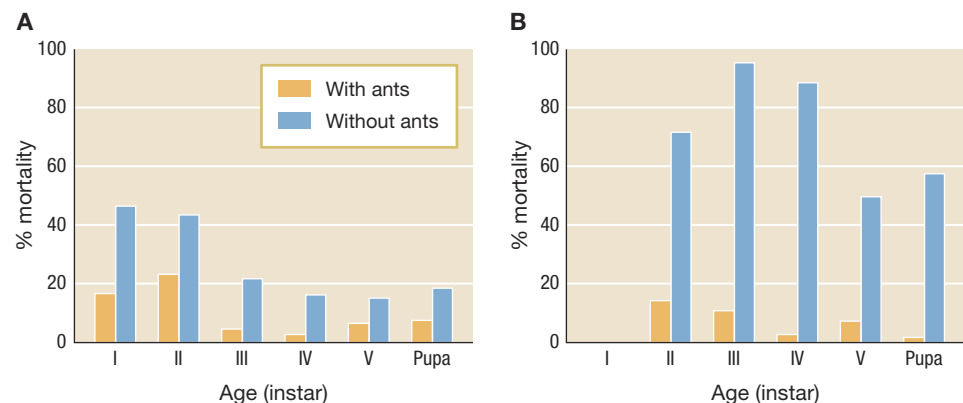 A
100
80
60
40
20
0
% mortality
With ants
Without ants
I II III IV V Pupa
Age (instar)
B
100
80
60
40
20
0
% mortality
I II III IV V Pupa
Age (instar)